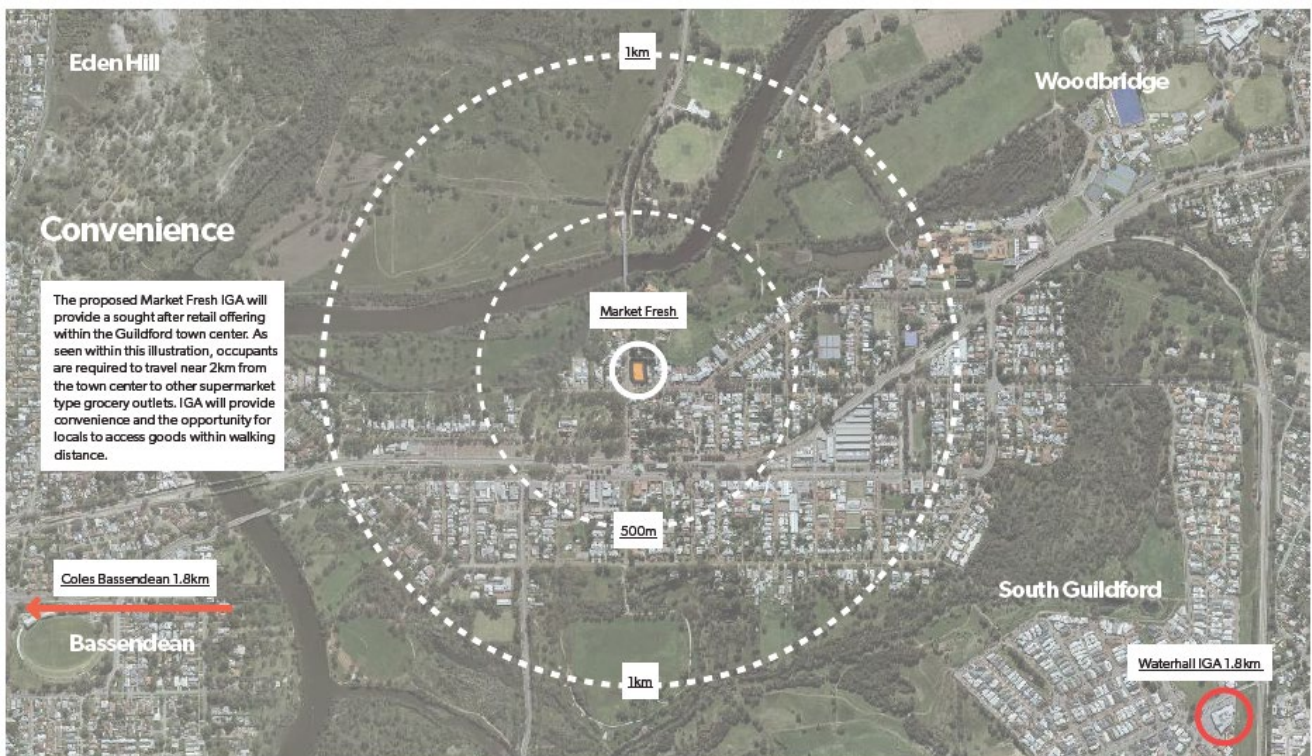 1km
Eden Hill
Woodbridge
Convenience
The proposed Market Fresh IGA will
provide a sought after retail offering
within the Guildford town center. As
seen within this illustration, occupants
are required to travel near 2km from
the town center to other supermarket
type grocery outlets. IGA will provide
convenience and the opportunity for
locals to access goods within walking
distance.
Market Fresh
500m
Coles Bassendean 1.8km
Bassendean
South Guildford
Waterhall IGA 1.8km
1km